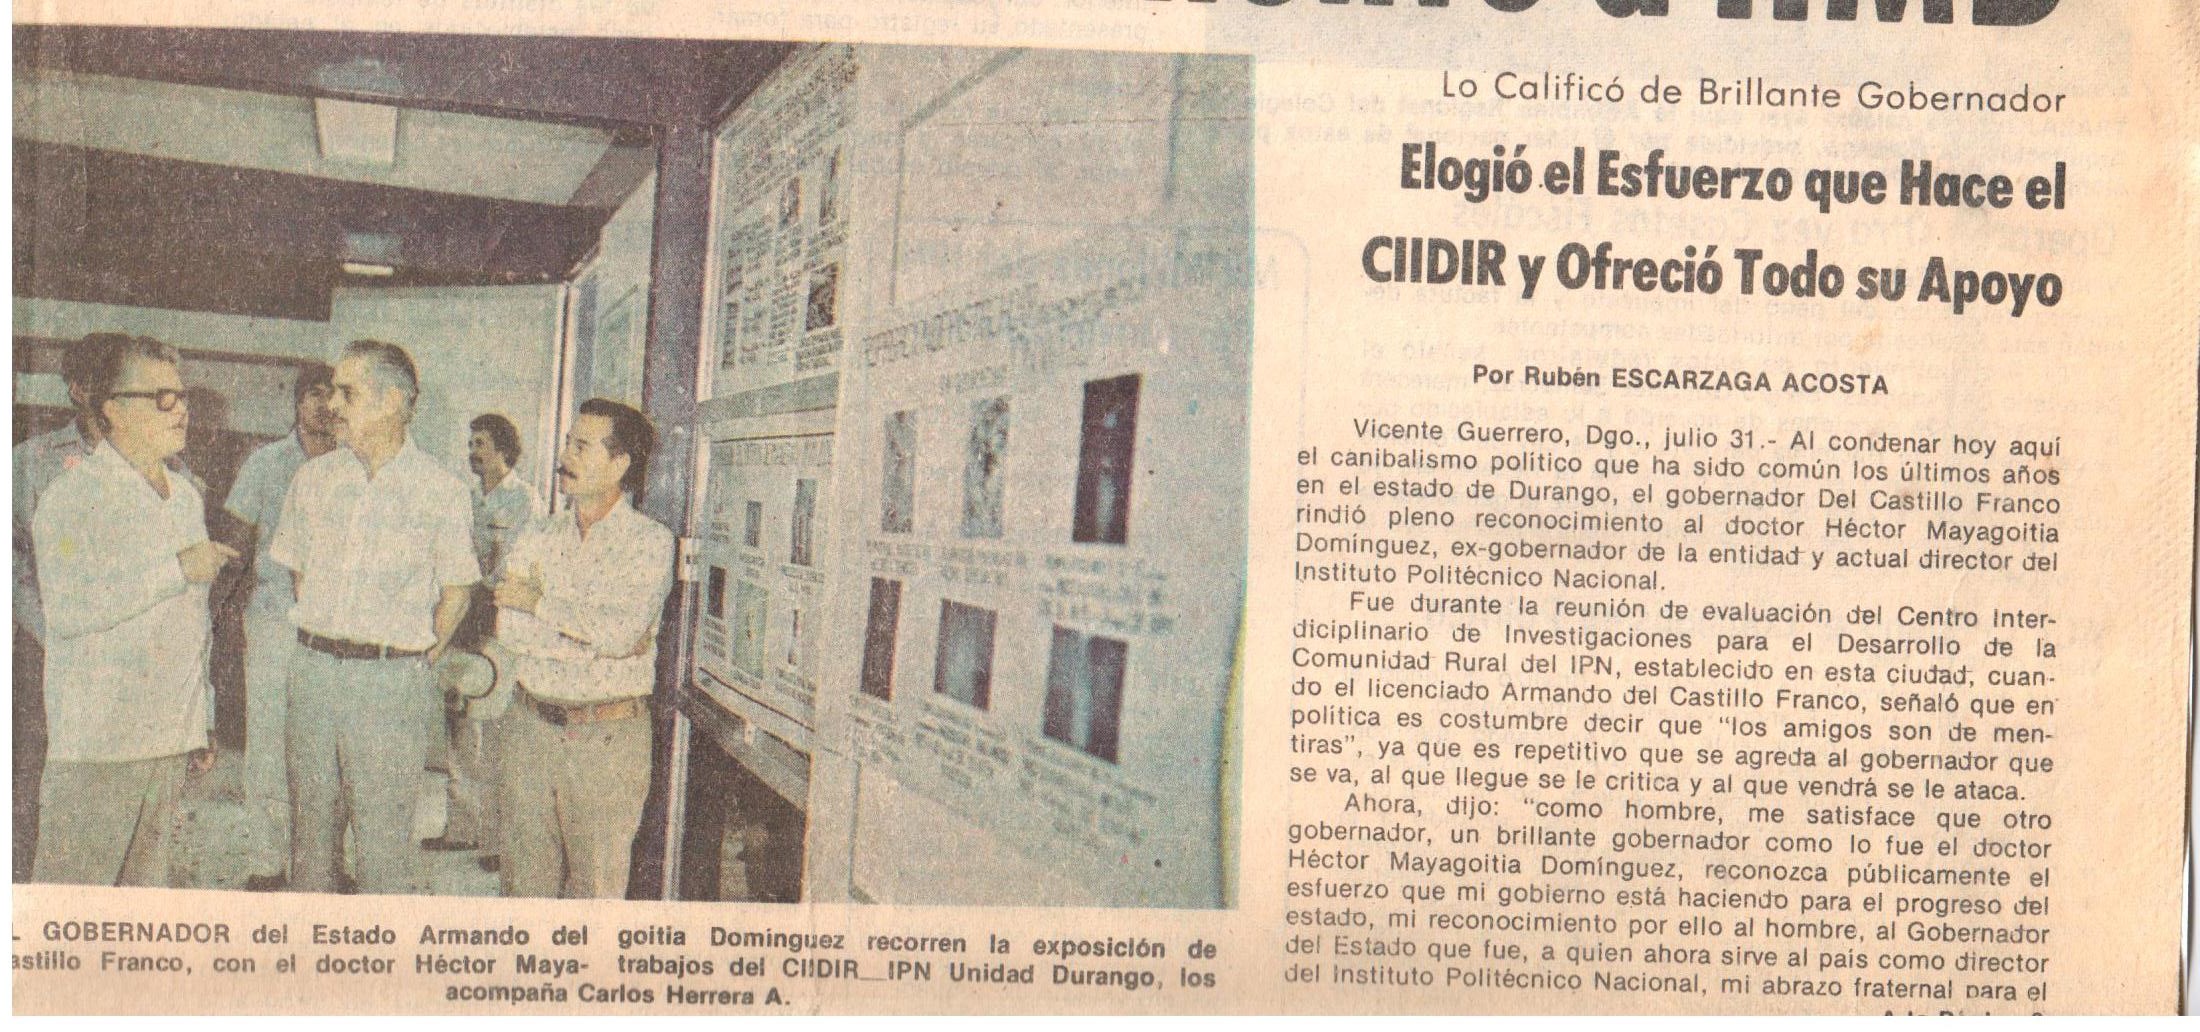 HMD
Lo Calificó de Brillante Gobernador
Elogió el Esfuerzo que Hace el
CIIDIR y Ofreció Todo su Apoyo
Por Rubén ESCARZAGA ACOSTA
Vicente Guerrero, Dgo., julio 31.- Al condenar hoy aquí
el canibalismo político que ha sido común los últimos años
en el estado de Durango, el gobernador Del Castillo Franco
rindió pleno reconocimiento al doctor Héctor Mayagoitia
Domínguez, ex-gobernador de la entidad y actual director del
Instituto Politécnico Nacional.
Fue durante la reunión de evaluación del Centro Inter-
diciplinario de Investigaciones para el Desarrollo de la
Comunidad Rural del IPN, establecido en esta ciudad, cuan-
do el licenciado Armando del Castillo Franco, señaló que en
política es costumbre decir que "los amigos son de men-
tiras", ya que es repetitivo que se agreda al gobernador que
se va, al que llegue se le critica y al que vendrá se le ataca.
Ahora, dijo: "como hombre, me satisface que otro
gobernador, un brillante gobernador como lo fue el doctor
Héctor Mayagoitia Domínguez, reconozca públicamente el
esfuerzo que mi gobierno está haciendo para el progreso del
estado, mi reconocimiento por ello al hombre, al Gobernador
del Estado que fue, a quien ahora sirve al país como director
del Instituto Politécnico Nacional, mi abrazo fraternal para el
GOBERNADOR del Estado Armando del
astillo Franco, con el doctor Héctor Maya-
goitia Domínguez recorren la exposición de
trabajos del CIIDIR_IPN Unidad Durango, los
acompaña Carlos Herrera A.